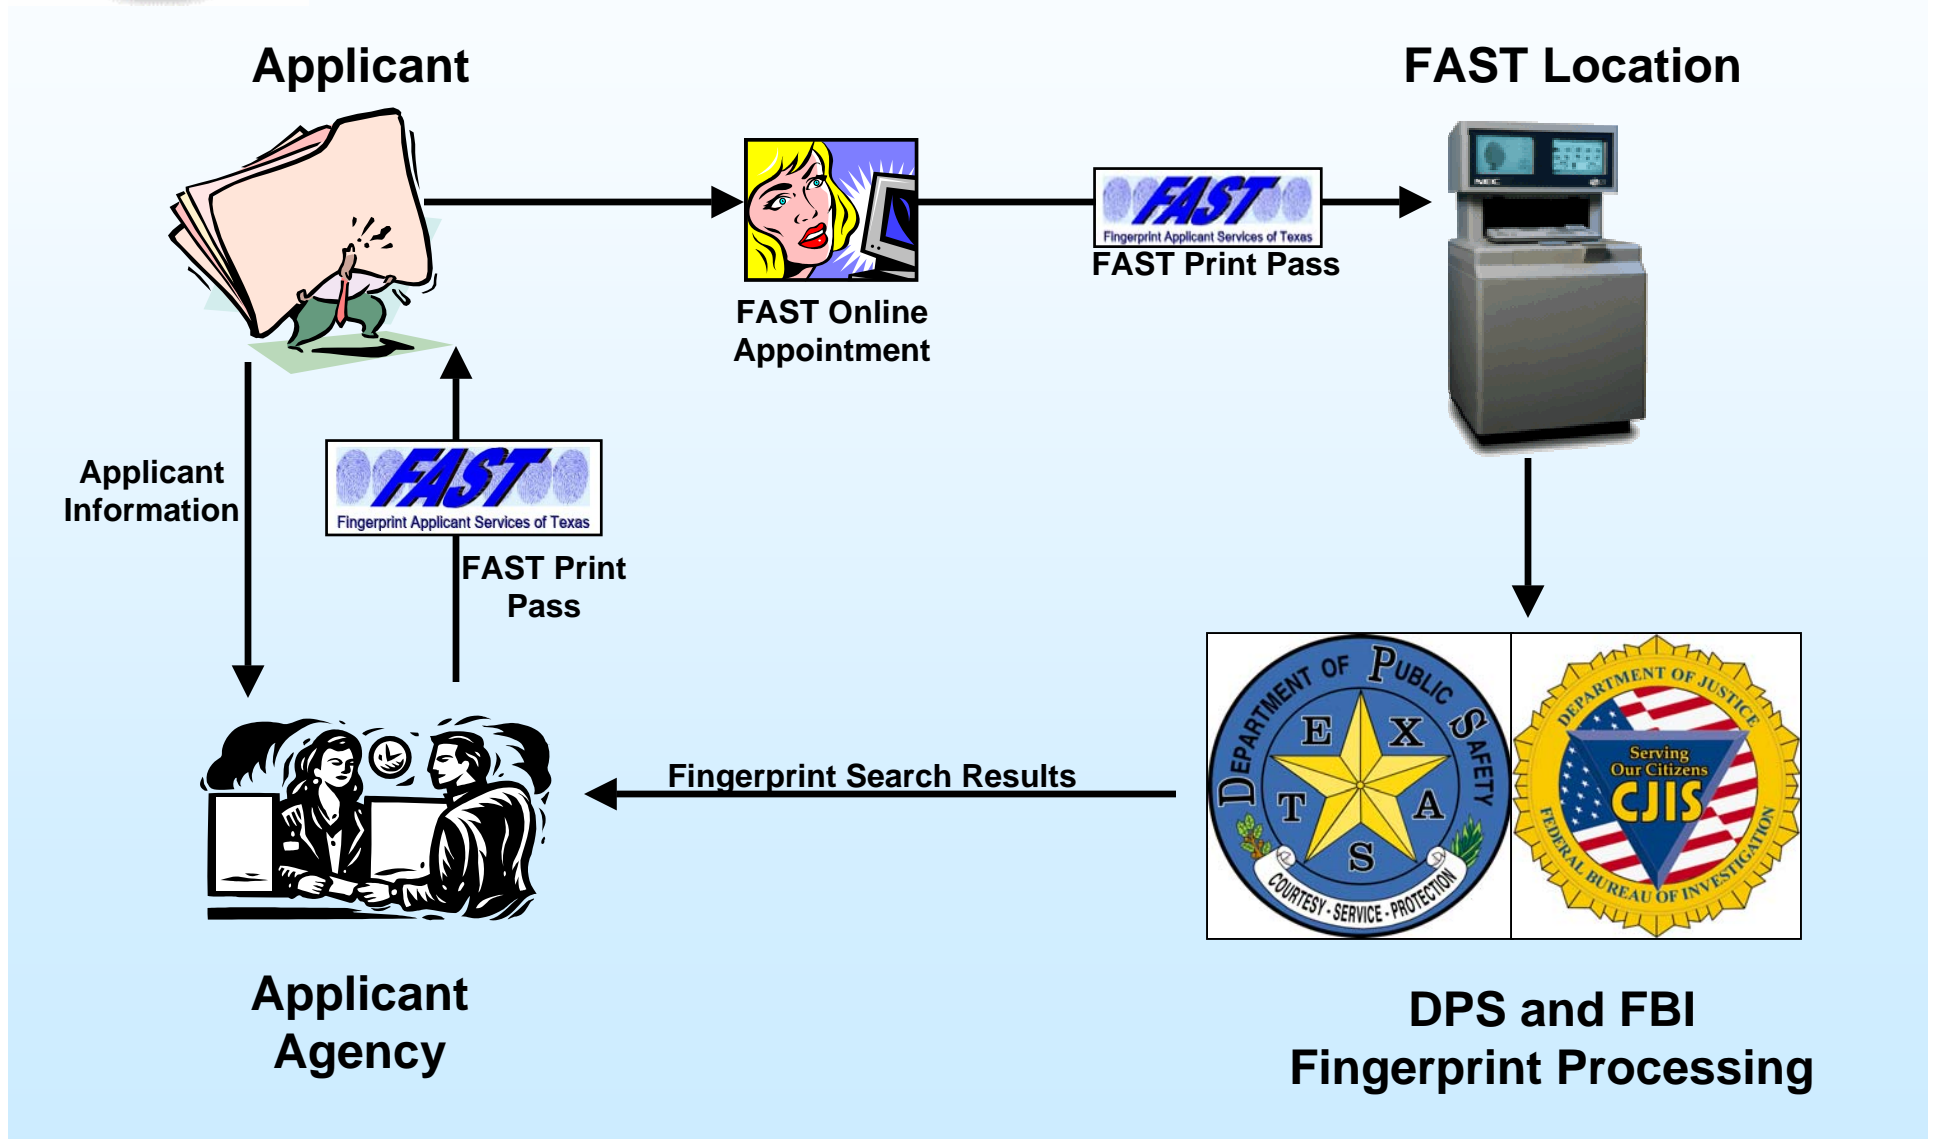 Applicant
FAST Location
NEC
FAST
Fingerprint Applicant Services of Texas
FAST Print Pass
FAST Online
Appointment
Applicant
Information
FAST
Fingerprint Applicant Services of Texas
FAST Print
Pass
DEPARTMENT OF PUBLIC SAFETY
TEXAS
COURTESY - SERVICE - PROTECTION
DEPARTMENT OF JUSTICE
Serving
Our Citizens
CJIS
FEDERAL BUREAU OF INVESTIGATION
Fingerprint Search Results
Applicant
Agency
DPS and FBI
Fingerprint Processing